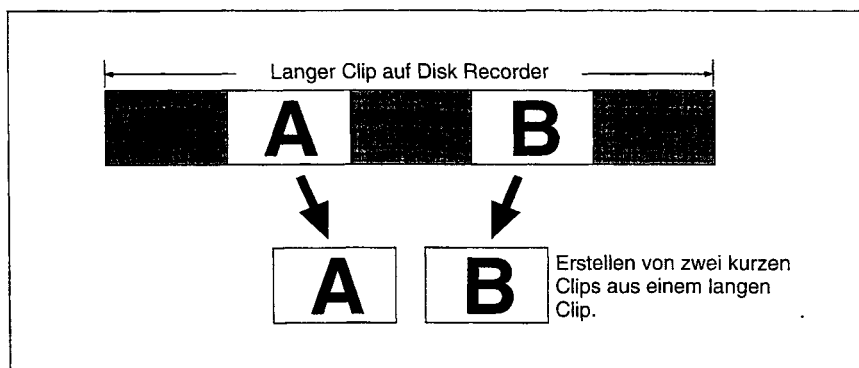 Langer Clip auf Disk Recorder
A B
A B
Erstellen von zwei kurzen
Clips aus einem langen
Clip.